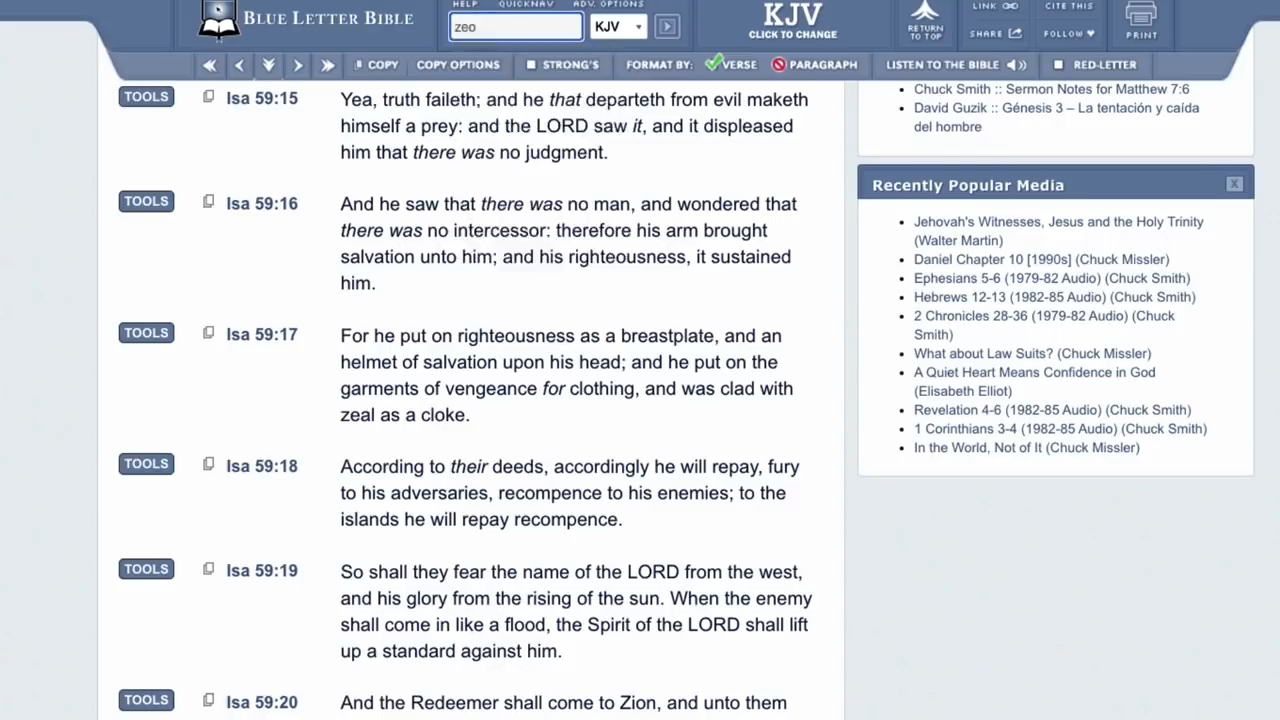 HELP QUICKNAV ADV. OPTIONS
BLUE LETTER BIBLE
zeo
KJV
KJV
CLICK TO CHANGE
RETURN
TO TOP
LINK
CITE THIS
SHARE
FOLLOW
PRINT
COPY
COPY OPTIONS
STRONG'S
FORMAT BY:
VERSE
PARAGRAPH
LISTEN TO THE BIBLE
RED-LETTER
TOOLS
Isa 59:15
Yea, truth faileth; and he that departeth from evil maketh
himself a prey: and the LORD saw it, and it displeased
him that there was no judgment.
TOOLS
Isa 59:16
And he saw that there was no man, and wondered that
there was no intercessor: therefore his arm brought
salvation unto him; and his righteousness, it sustained
him.
TOOLS
Isa 59:17
For he put on righteousness as a breastplate, and an
helmet of salvation upon his head; and he put on the
garments of vengeance for clothing, and was clad with
zeal as a cloke.
TOOLS
Isa 59:18
According to their deeds, accordingly he will repay, fury
to his adversaries, recompence to his enemies; to the
islands he will repay recompence.
TOOLS
Isa 59:19
So shall they fear the name of the LORD from the west,
and his glory from the rising of the sun. When the enemy
shall come in like a flood, the Spirit of the LORD shall lift
up a standard against him.
TOOLS
Isa 59:20
And the Redeemer shall come to Zion, and unto them
Chuck Smith :: Sermon Notes for Matthew 7:6
David Guzik :: Génesis 3 – La tentación y caída
del hombre
Recently Popular Media
x
Jehovah's Witnesses, Jesus and the Holy Trinity
(Walter Martin)
Daniel Chapter 10 [1990s] (Chuck Missler)
Ephesians 5-6 (1979-82 Audio) (Chuck Smith)
Hebrews 12-13 (1982-85 Audio) (Chuck Smith)
2 Chronicles 28-36 (1979-82 Audio) (Chuck
Smith)
What about Law Suits? (Chuck Missler)
A Quiet Heart Means Confidence in God
(Elisabeth Elliot)
Revelation 4-6 (1982-85 Audio) (Chuck Smith)
1 Corinthians 3-4 (1982-85 Audio) (Chuck Smith)
In the World, Not of It (Chuck Missler)